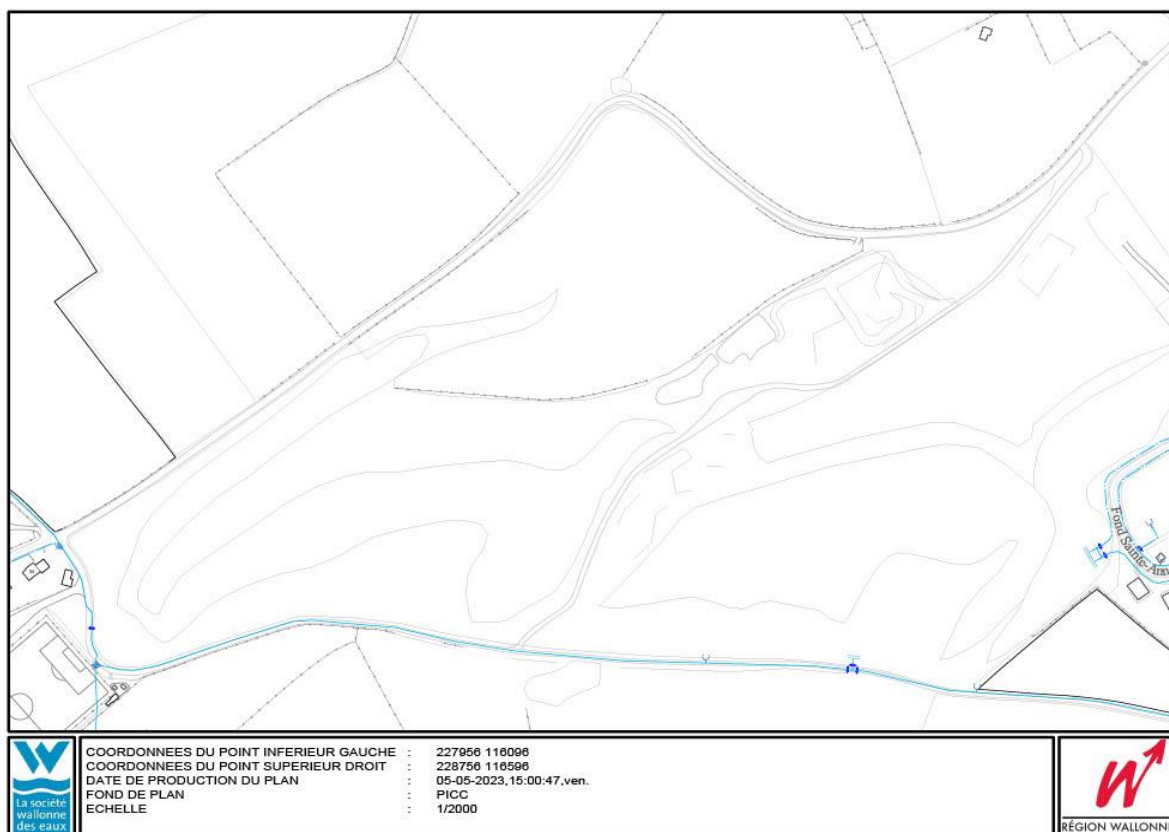 Fond Sainte-Ann
W
La société
wallonne
des eaux
COORDONNEES DU POINT INFERIEUR GAUCHE : 227956 116096
COORDONNEES DU POINT SUPERIEUR DROIT : 228756 116596
DATE DE PRODUCTION DU PLAN : 05-05-2023,15:00:47,ven.
FOND DE PLAN : PICC
ECHELLE : 1/2000
W
RÉGION WALLONNE